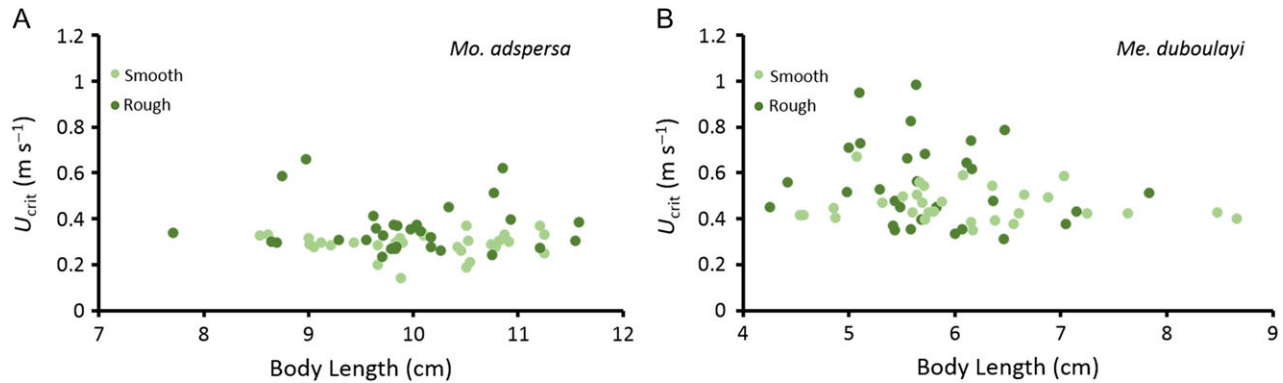 A
Mo. adspersa
Smooth
Rough
1.2
1
0.8
0.6
0.4
0.2
0
Ucrit (m s−1)
7 8 9 10 11 12
Body Length (cm)
B
Me. duboulayi
Smooth
Rough
1.2
1
0.8
0.6
0.4
0.2
0
Ucrit (m s−1)
4 5 6 7 8 9
Body Length (cm)